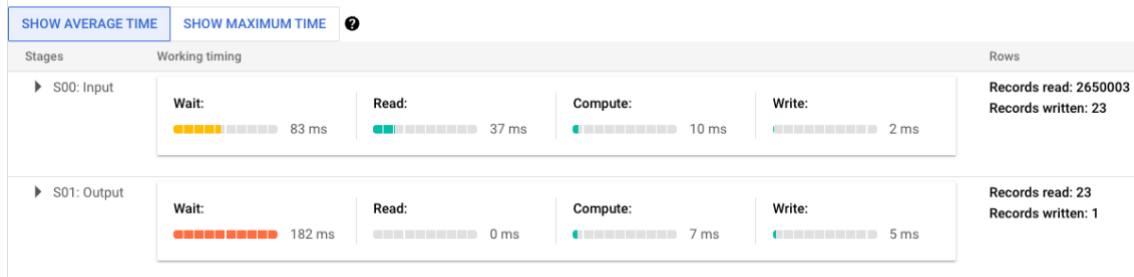 SHOW AVERAGE TIME SHOW MAXIMUM TIME ?
Stages Working timing Rows
S00: Input
Wait: Read: Compute: Write:
83 ms 37 ms 10 ms 2 ms
Records read: 2650003
Records written: 23
S01: Output
Wait: Read: Compute: Write:
182 ms 0 ms 7 ms 5 ms
Records read: 23
Records written: 1